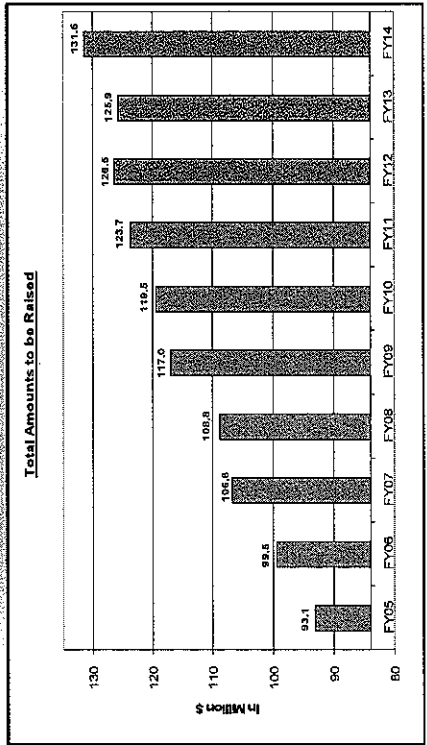 Total Amounts to be Raised
In Million $
130
120
110
100
90
80
93.1
99.5
106.8
108.8
117.0
119.5
123.7
126.5
125.9
131.6
FY05
FY06
FY07
FY08
FY09
FY10
FY11
FY12
FY13
FY14